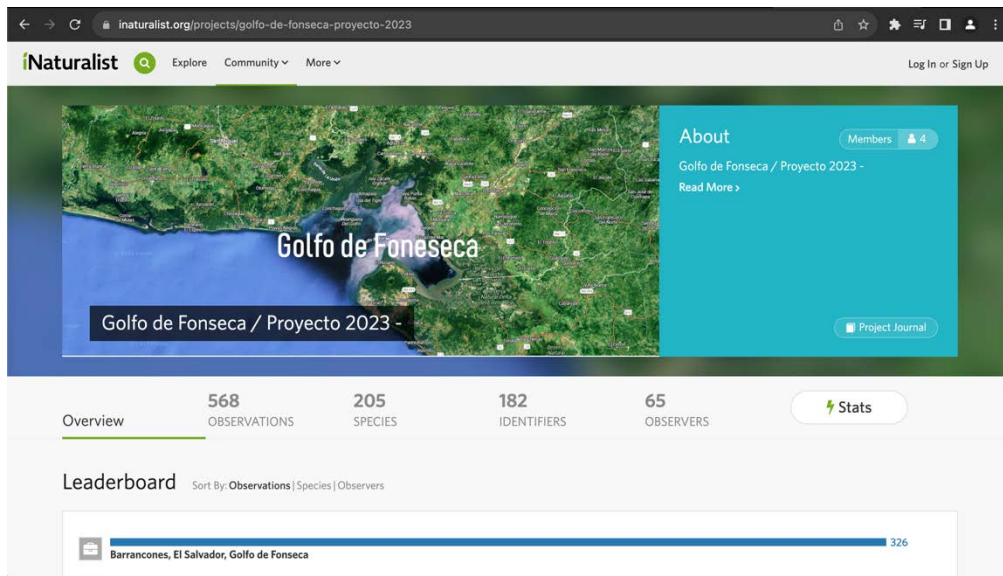 inaturalist.org/projects/golfo-de-fonseca-proyecto-2023
iNaturalist Explore Community More Log In or Sign Up
Golfo de Foneseca
Golfo de Fonseca / Proyecto 2023 -
About
Members 4
Golfo de Fonseca / Proyecto 2023 -
Read More >
Project Journal
Overview
568
OBSERVATIONS
205
SPECIES
182
IDENTIFIERS
65
OBSERVERS
Stats
Leaderboard Sort By: Observations | Species | Observers
326
Barrancones, El Salvador, Golfo de Fonseca